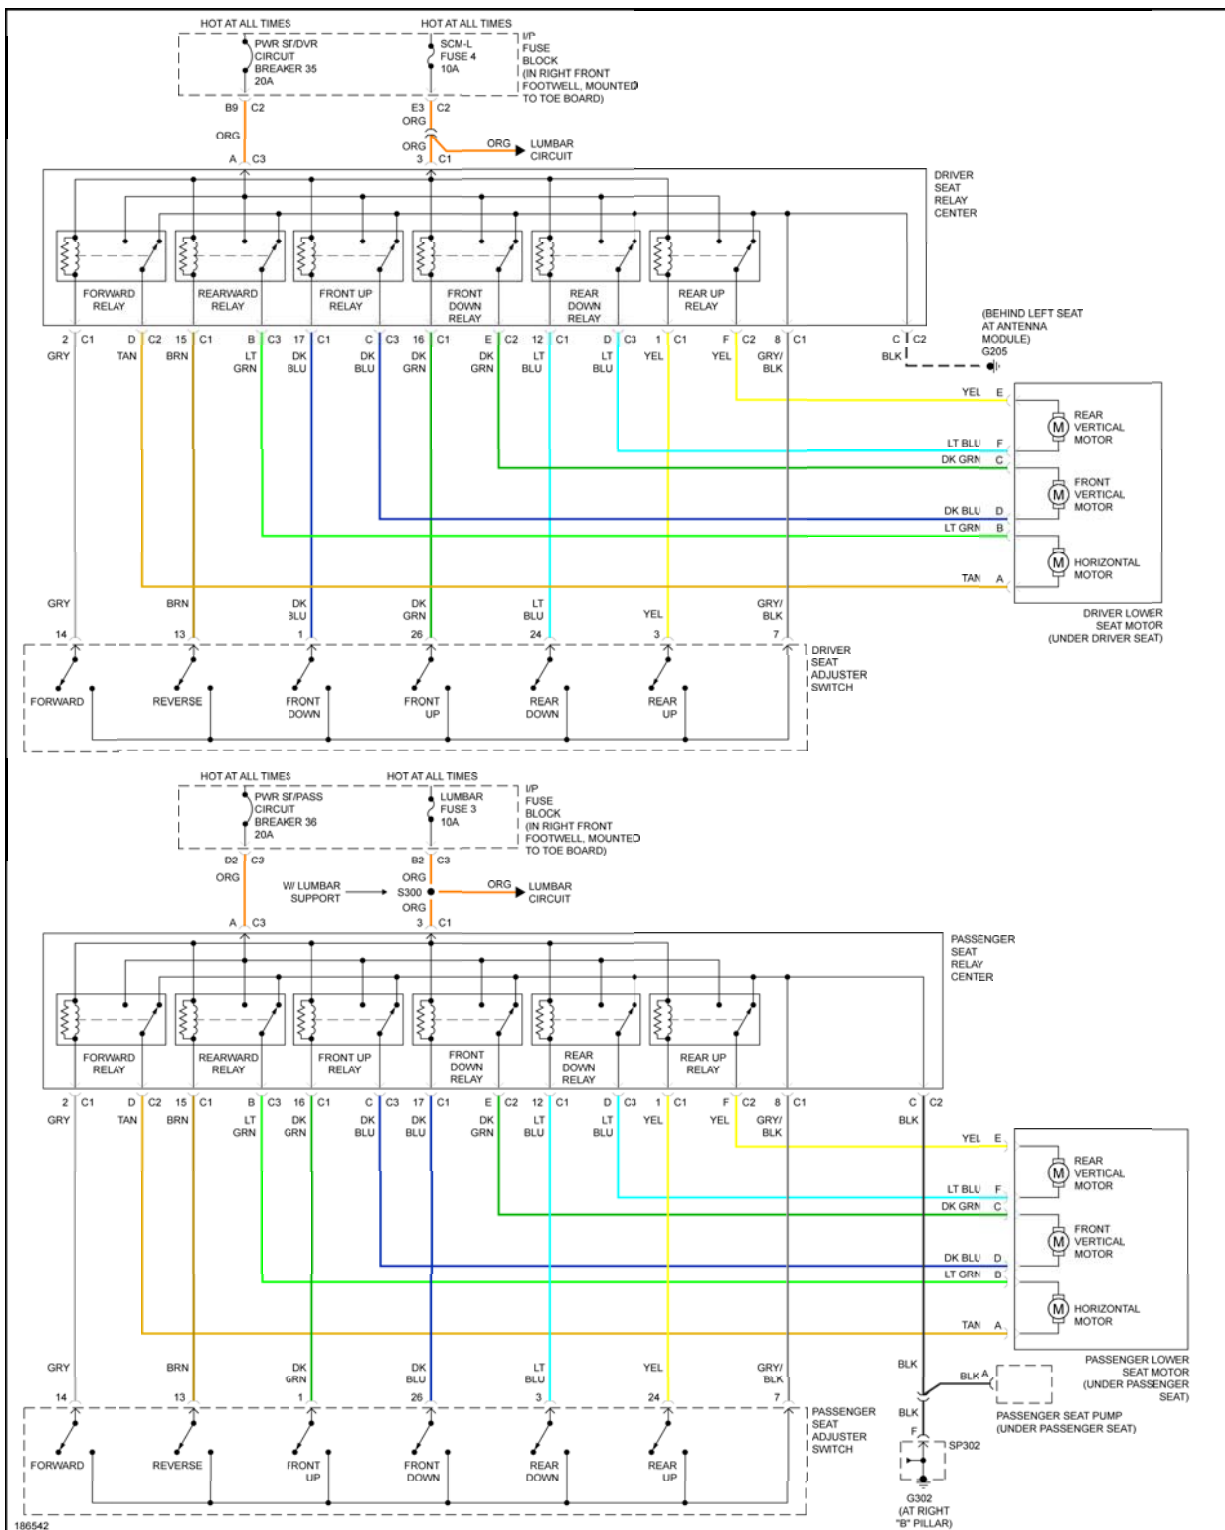 HOT AT ALL TIMES
HOT AT ALL TIMES
PWR ST/DVR
CIRCUIT
BREAKER 35
20A
SCM-L
FUSE 4
10A
I/P
FUSE
BLOCK
(IN RIGHT FRONT
FOOTWELL, MOUNTED
TO TOE BOARD)
B9 C2
E3 C2
ORG
ORG
ORG
ORG
LUMBAR
CIRCUIT
A C3
3 C1
DRIVER
SEAT
RELAY
CENTER
FORWARD
RELAY
REARWARD
RELAY
FRONT UP
RELAY
FRONT
DOWN
RELAY
REAR
DOWN
RELAY
REAR UP
RELAY
2 C1 D C2 15 C1 B C3 17 C1 C C3 16 C1 E C2 12 C1 D C3 1 C1 F C2 8 C1 C C2
GRY TAN BRN LT
GRN DK
BLU DK
BLU DK
GRN DK
GRN LT
BLU LT
BLU YEL YEL GRY/
BLK BLK
(BEHIND LEFT SEAT
AT ANTENNA
MODULE)
G205
YEL E
REAR
VERTICAL
MOTOR
M
LT BLU F
DK GRN C
FRONT
VERTICAL
MOTOR
M
DK BLU D
LT GRN B
HORIZONTAL
MOTOR
M
TAN A
DRIVER LOWER
SEAT MOTOR
(UNDER DRIVER SEAT)
GRY BRN DK
BLU DK
GRN LT
BLU YEL GRY/
BLK
14 13 1 26 24 3 7
DRIVER
SEAT
ADJUSTER
SWITCH
FORWARD
REVERSE
FRONT
DOWN
FRONT
UP
REAR
DOWN
REAR
UP
HOT AT ALL TIMES
HOT AT ALL TIMES
PWR ST/PASS
CIRCUIT
BREAKER 36
20A
LUMBAR
FUSE 3
10A
I/P
FUSE
BLOCK
(IN RIGHT FRONT
FOOTWELL, MOUNTED
TO TOE BOARD)
D2 C3
B2 C3
ORG
ORG
W/ LUMBAR
SUPPORT
S300
ORG
LUMBAR
CIRCUIT
ORG
A C3
3 C1
PASSENGER
SEAT
RELAY
CENTER
FORWARD
RELAY
REARWARD
RELAY
FRONT UP
RELAY
FRONT
DOWN
RELAY
REAR
DOWN
RELAY
REAR UP
RELAY
2 C1 D C2 15 C1 B C3 16 C1 C C3 17 C1 E C2 12 C1 D C3 1 C1 F C2 8 C1 C C2
GRY TAN BRN LT
GRN DK
GRN DK
BLU DK
BLU DK
GRN LT
BLU LT
BLU YEL YEL GRY/
BLK BLK
YEL E
REAR
VERTICAL
MOTOR
M
LT BLU F
DK GRN C
FRONT
VERTICAL
MOTOR
M
DK BLU D
LT GRN B
HORIZONTAL
MOTOR
M
TAN A
PASSENGER LOWER
SEAT MOTOR
(UNDER PASSENGER
SEAT)
GRY BRN DK
GRN DK
BLU LT
BLU YEL GRY/
BLK BLK
BLK A
14 13 1 26 3 24 7
BLK
F
PASSENGER SEAT PUMP
(UNDER PASSENGER SEAT)
PASSENGER
SEAT
ADJUSTER
SWITCH
SP302
FORWARD
REVERSE
FRONT
UP
FRONT
DOWN
REAR
DOWN
REAR
UP
G302
(AT RIGHT
"B" PILLAR)
186542